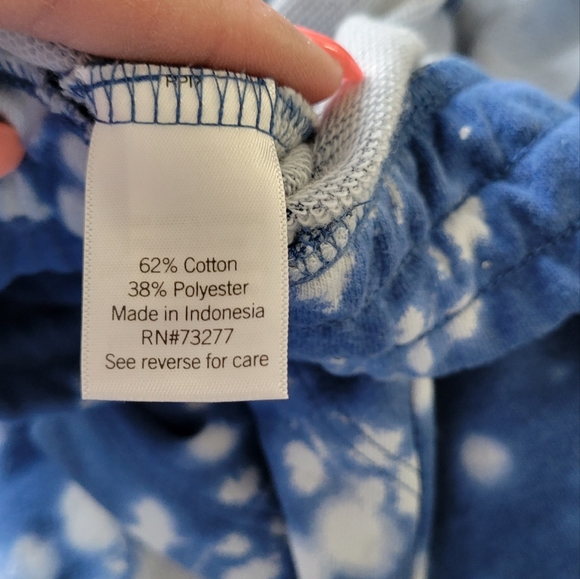 62% Cotton
38% Polyester
Made in Indonesia
RN#73277
See reverse for care